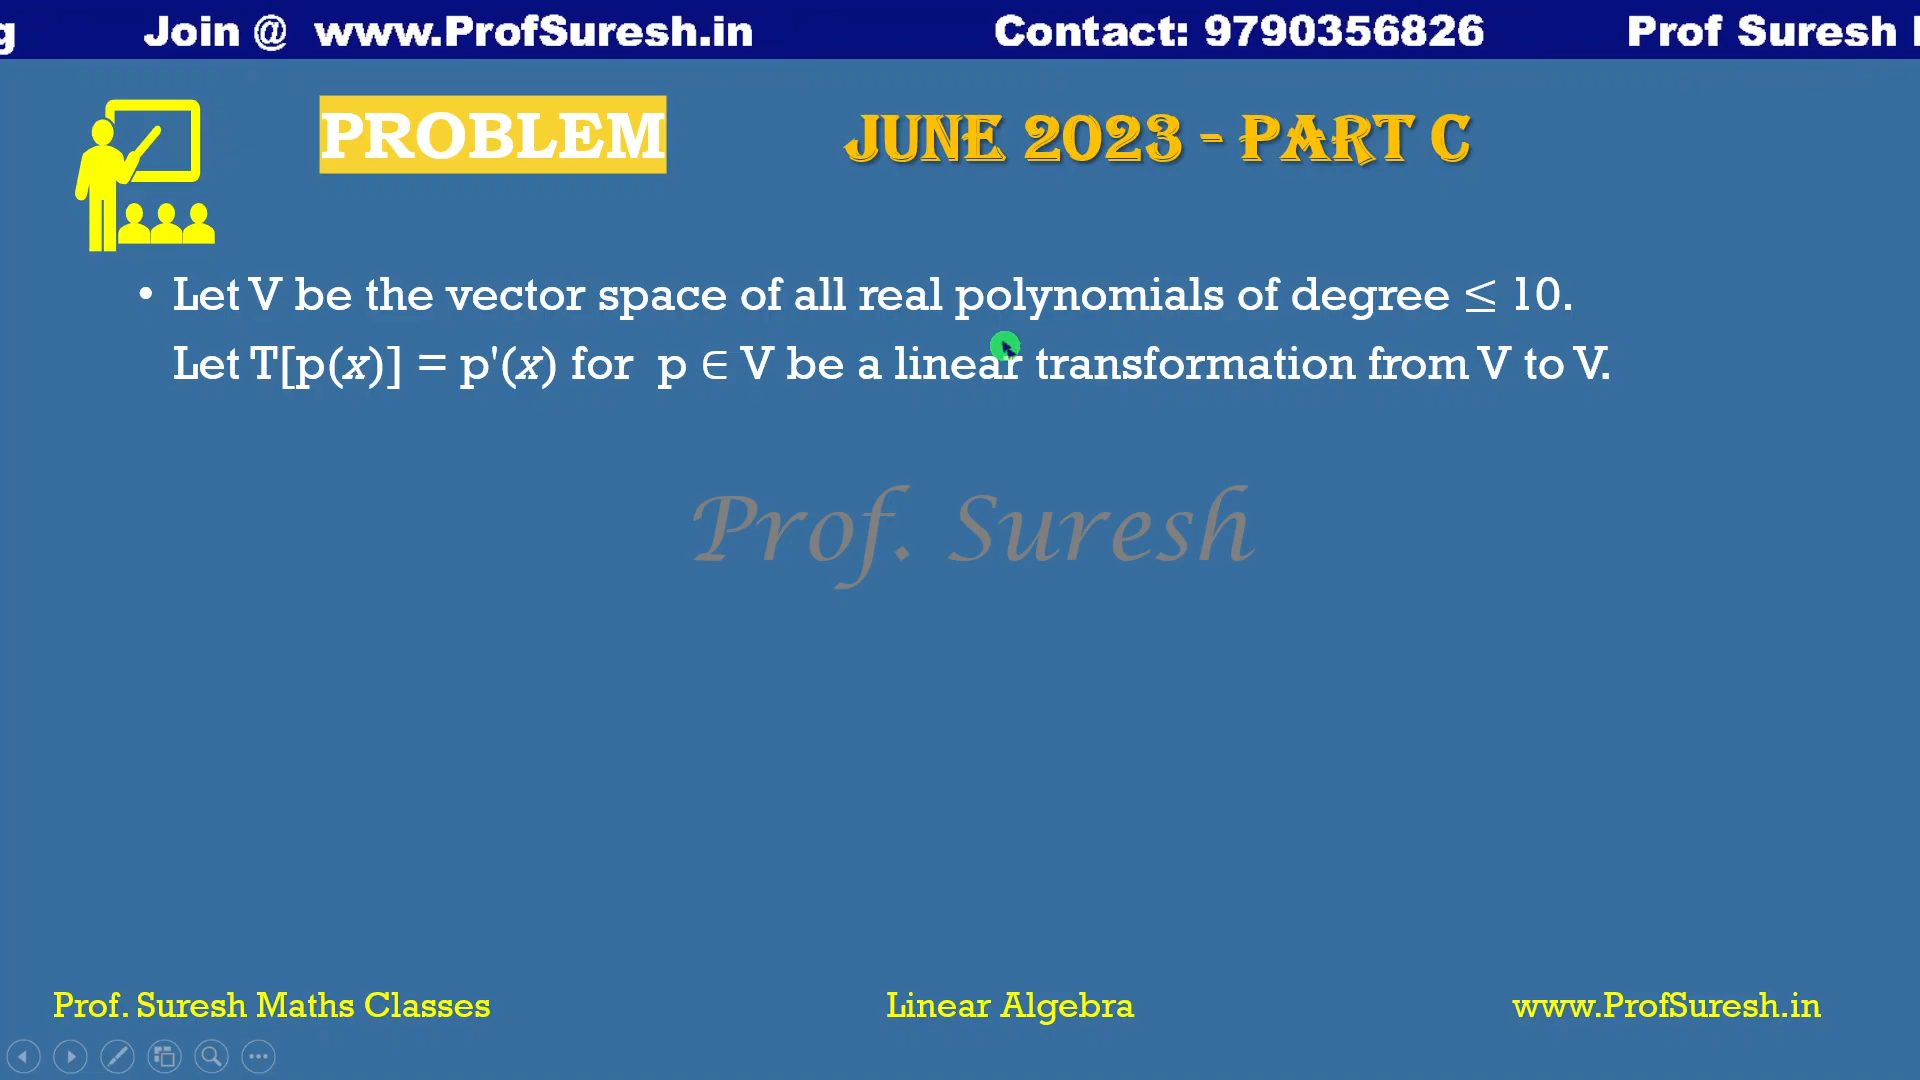 g Join @ www.ProfSuresh.in Contact: 9790356826 Prof Suresh
PROBLEM JUNE 2023 - PART C
• Let V be the vector space of all real polynomials of degree ≤ 10.
Let T[p(x)] = p'(x) for p ∈ V be a linear transformation from V to V.
Prof. Suresh
Prof. Suresh Maths Classes Linear Algebra www.ProfSuresh.in